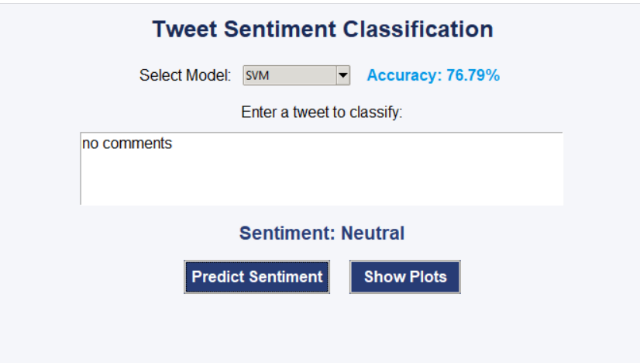 Tweet Sentiment Classification
Select Model: SVM Accuracy: 76.79%
Enter a tweet to classify:
no comments
Sentiment: Neutral
Predict Sentiment Show Plots